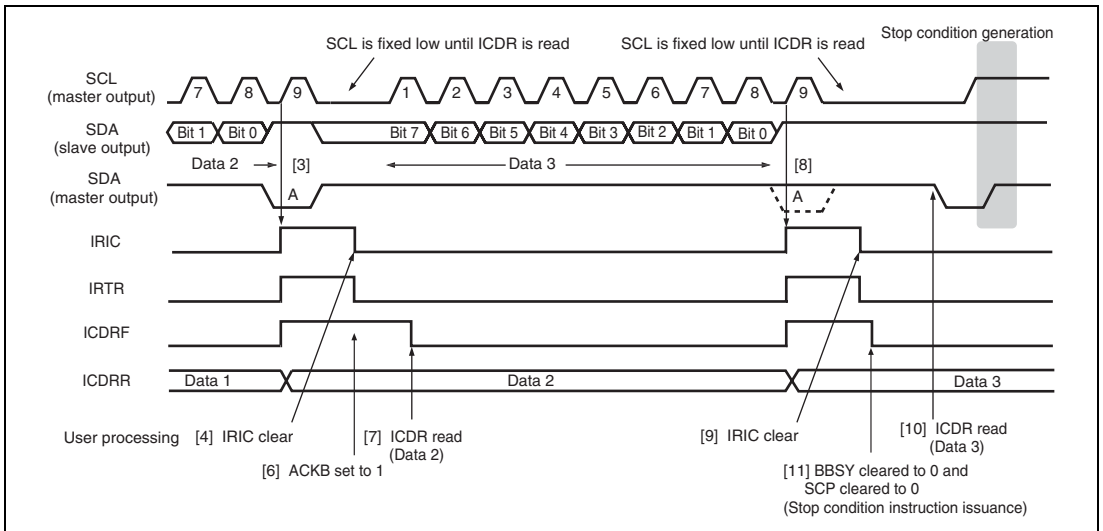 Stop condition generation
SCL is fixed low until ICDR is read
SCL is fixed low until ICDR is read
SCL
(master output)
7 8 9 1 2 3 4 5 6 7 8 9
SDA
(slave output)
Bit 1 Bit 0 Bit 7 Bit 6 Bit 5 Bit 4 Bit 3 Bit 2 Bit 1 Bit 0
Data 2 [3] Data 3 [8]
SDA
(master output)
A A
IRIC
IRTR
ICDRF
ICDRR
Data 1 Data 2 Data 3
User processing [4] IRIC clear
[6] ACKB set to 1
[7] ICDR read
(Data 2)
[9] IRIC clear
[10] ICDR read
(Data 3)
[11] BBSY cleared to 0 and
SCP cleared to 0
(Stop condition instruction issuance)